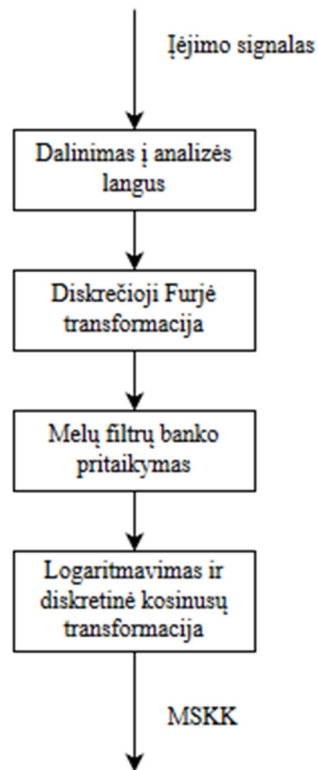 Įėjimo signalas
Dalinimas į analizės
langus
Diskrečioji Furjė
transformacija
Melų filtrų banko
pritaikymas
Logaritmavimas ir
diskretinė kosinusų
transformacija
MSKK